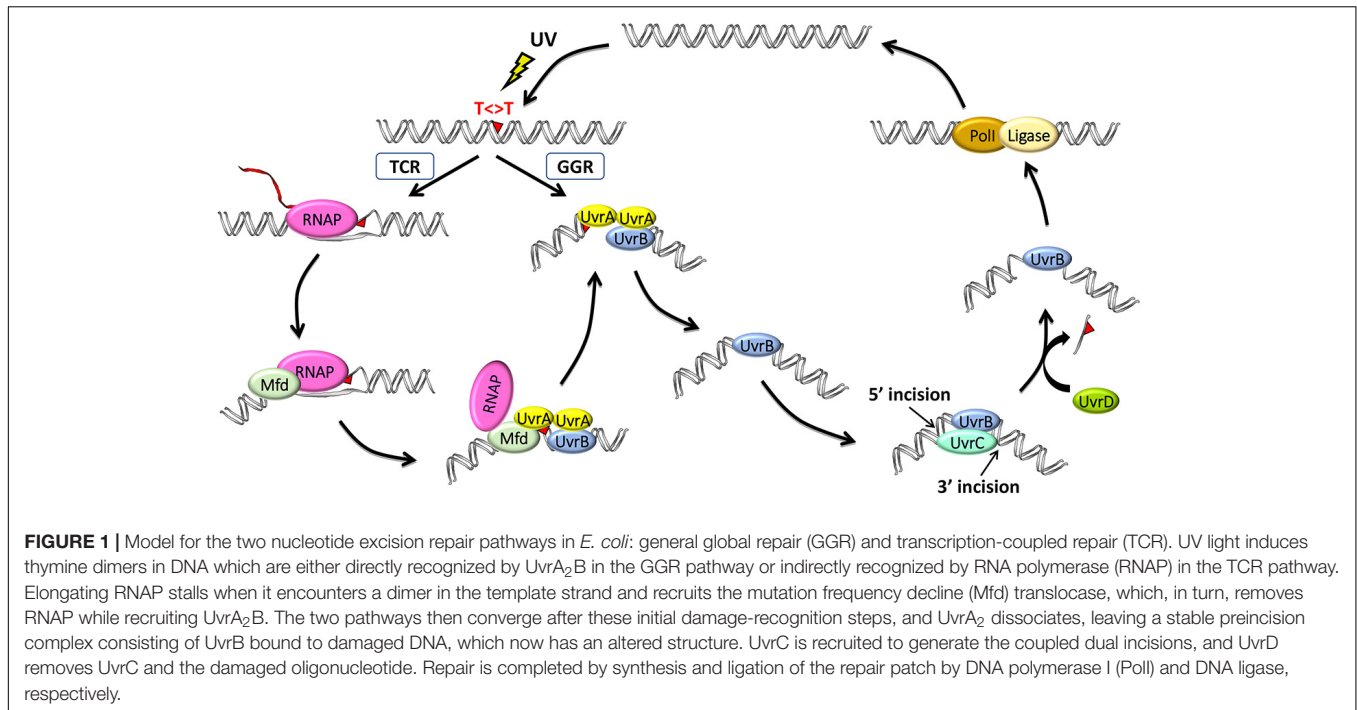 UV
T<>T
TCR
GGR
RNAP
UvrA
UvrA
UvrB
PolI
Ligase
UvrB
RNAP
Mfd
RNAP
UvrA
UvrA
Mfd
UvrB
UvrB
5’ incision
UvrB
UvrC
UvrD
3’ incision
FIGURE 1 | Model for the two nucleotide excision repair pathways in E. coli: general global repair (GGR) and transcription-coupled repair (TCR). UV light induces
thymine dimers in DNA which are either directly recognized by UvrA₂B in the GGR pathway or indirectly recognized by RNA polymerase (RNAP) in the TCR pathway.
Elongating RNAP stalls when it encounters a dimer in the template strand and recruits the mutation frequency decline (Mfd) translocase, which, in turn, removes
RNAP while recruiting UvrA₂B. The two pathways then converge after these initial damage-recognition steps, and UvrA₂ dissociates, leaving a stable preincision
complex consisting of UvrB bound to damaged DNA, which now has an altered structure. UvrC is recruited to generate the coupled dual incisions, and UvrD
removes UvrC and the damaged oligonucleotide. Repair is completed by synthesis and ligation of the repair patch by DNA polymerase I (PolI) and DNA ligase,
respectively.